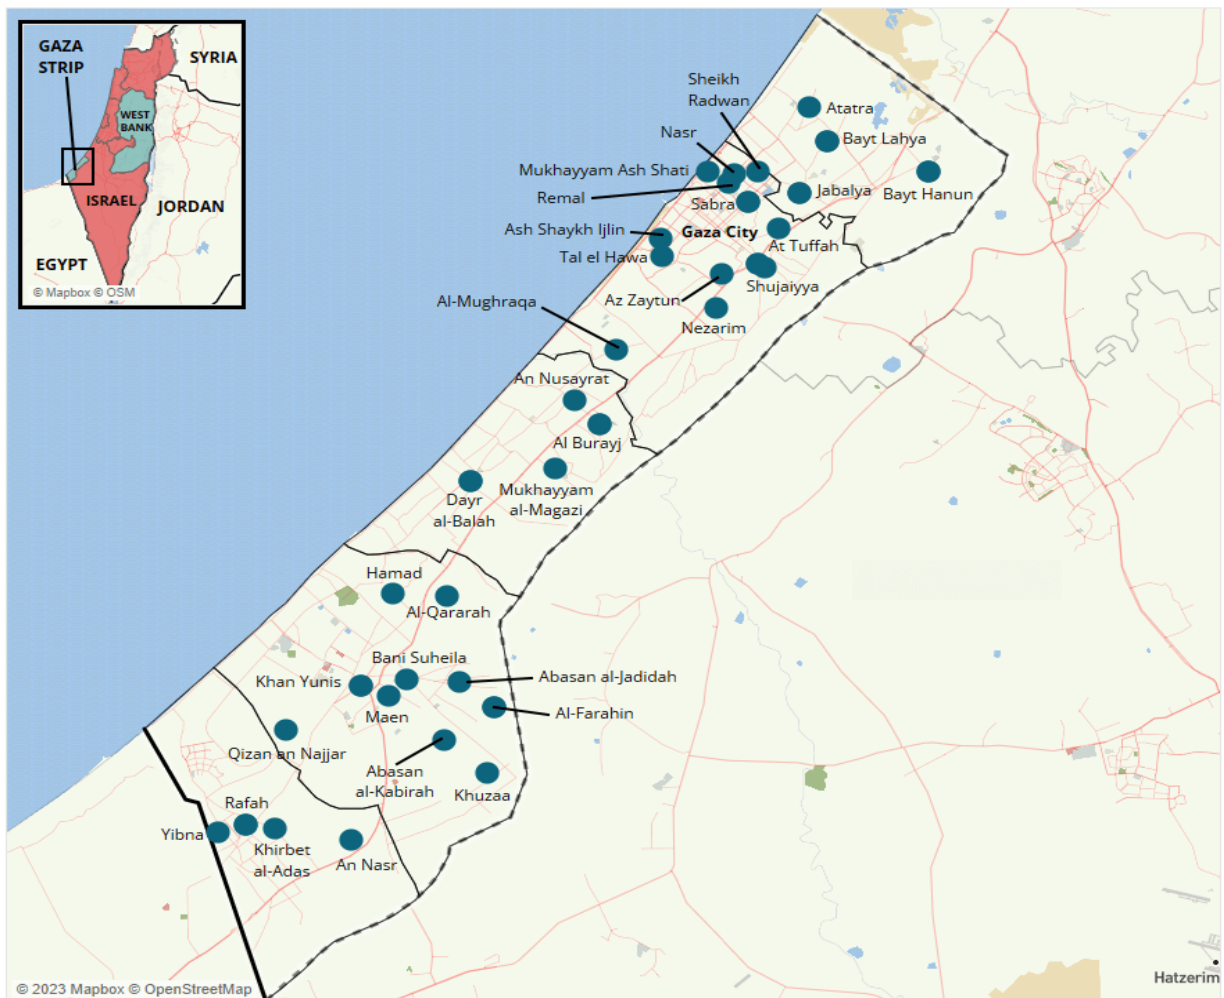 GAZA
STRIP
SYRIA
WEST
BANK
ISRAEL
JORDAN
EGYPT
© Mapbox © OSM
Sheikh
Radwan
Atatra
Nasr
Bayt Lahya
Mukhayyam Ash Shati
Remal
Jabalya
Bayt Hanun
Sabra
Ash Shaykh Ijlin
Gaza City
At Tuffah
Tal el Hawa
Shujaiyya
Az Zaytun
Al-Mughraqa
Nezarim
An Nusayrat
Al Burayj
Mukhayyam
al-Magazi
Dayr
al-Balah
Hamad
Al-Qararah
Bani Suheila
Khan Yunis
Abasan al-Jadidah
Maen
Al-Farahin
Qizan an Najjar
Abasan
al-Kabirah
Khuzaa
Rafah
Yibna
Khirbet
al-Adas
An Nasr
Hatzerim
© 2023 Mapbox © OpenStreetMap